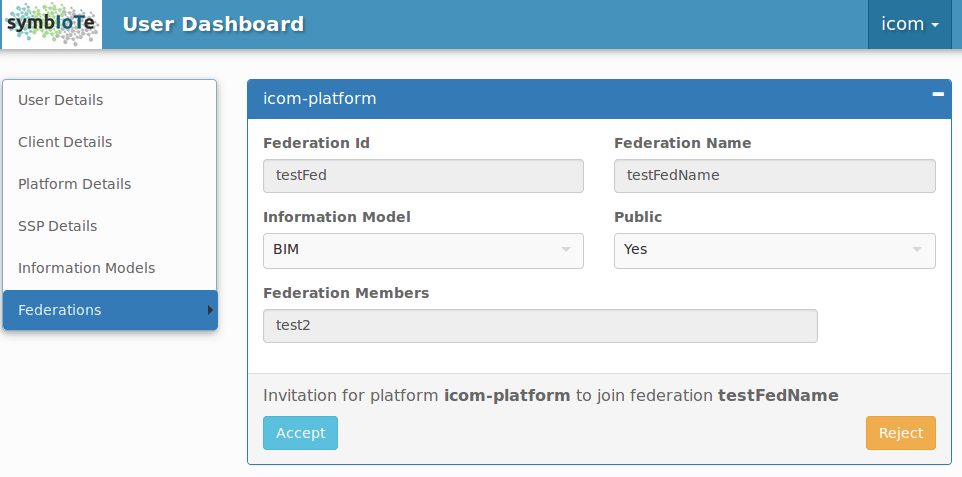 symbIoTe
User Dashboard
icom
User Details
Client Details
Platform Details
SSP Details
Information Models
Federations
icom-platform
Federation Id
Federation Name
testFed
testFedName
Information Model
Public
BIM
Yes
Federation Members
test2
Invitation for platform icom-platform to join federation testFedName
Accept
Reject